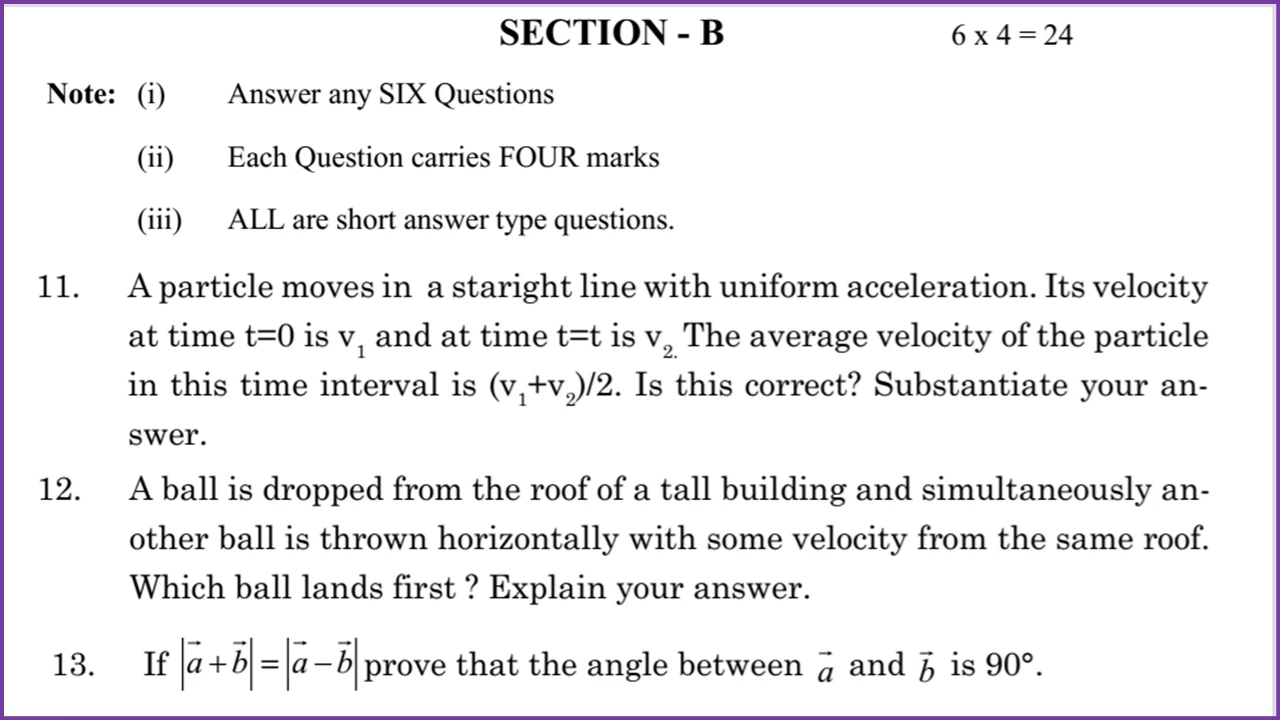 SECTION - B 6 x 4 = 24
Note: (i) Answer any SIX Questions
(ii) Each Question carries FOUR marks
(iii) ALL are short answer type questions.
11. A particle moves in a staright line with uniform acceleration. Its velocity
at time t=0 is v₁ and at time t=t is v₂. The average velocity of the particle
in this time interval is (v₁+v₂)/2. Is this correct? Substantiate your an-
swer.
12. A ball is dropped from the roof of a tall building and simultaneously an-
other ball is thrown horizontally with some velocity from the same roof.
Which ball lands first ? Explain your answer.
13. If |a⃗ + b⃗| = |a⃗ − b⃗| prove that the angle between a⃗ and b⃗ is 90°.